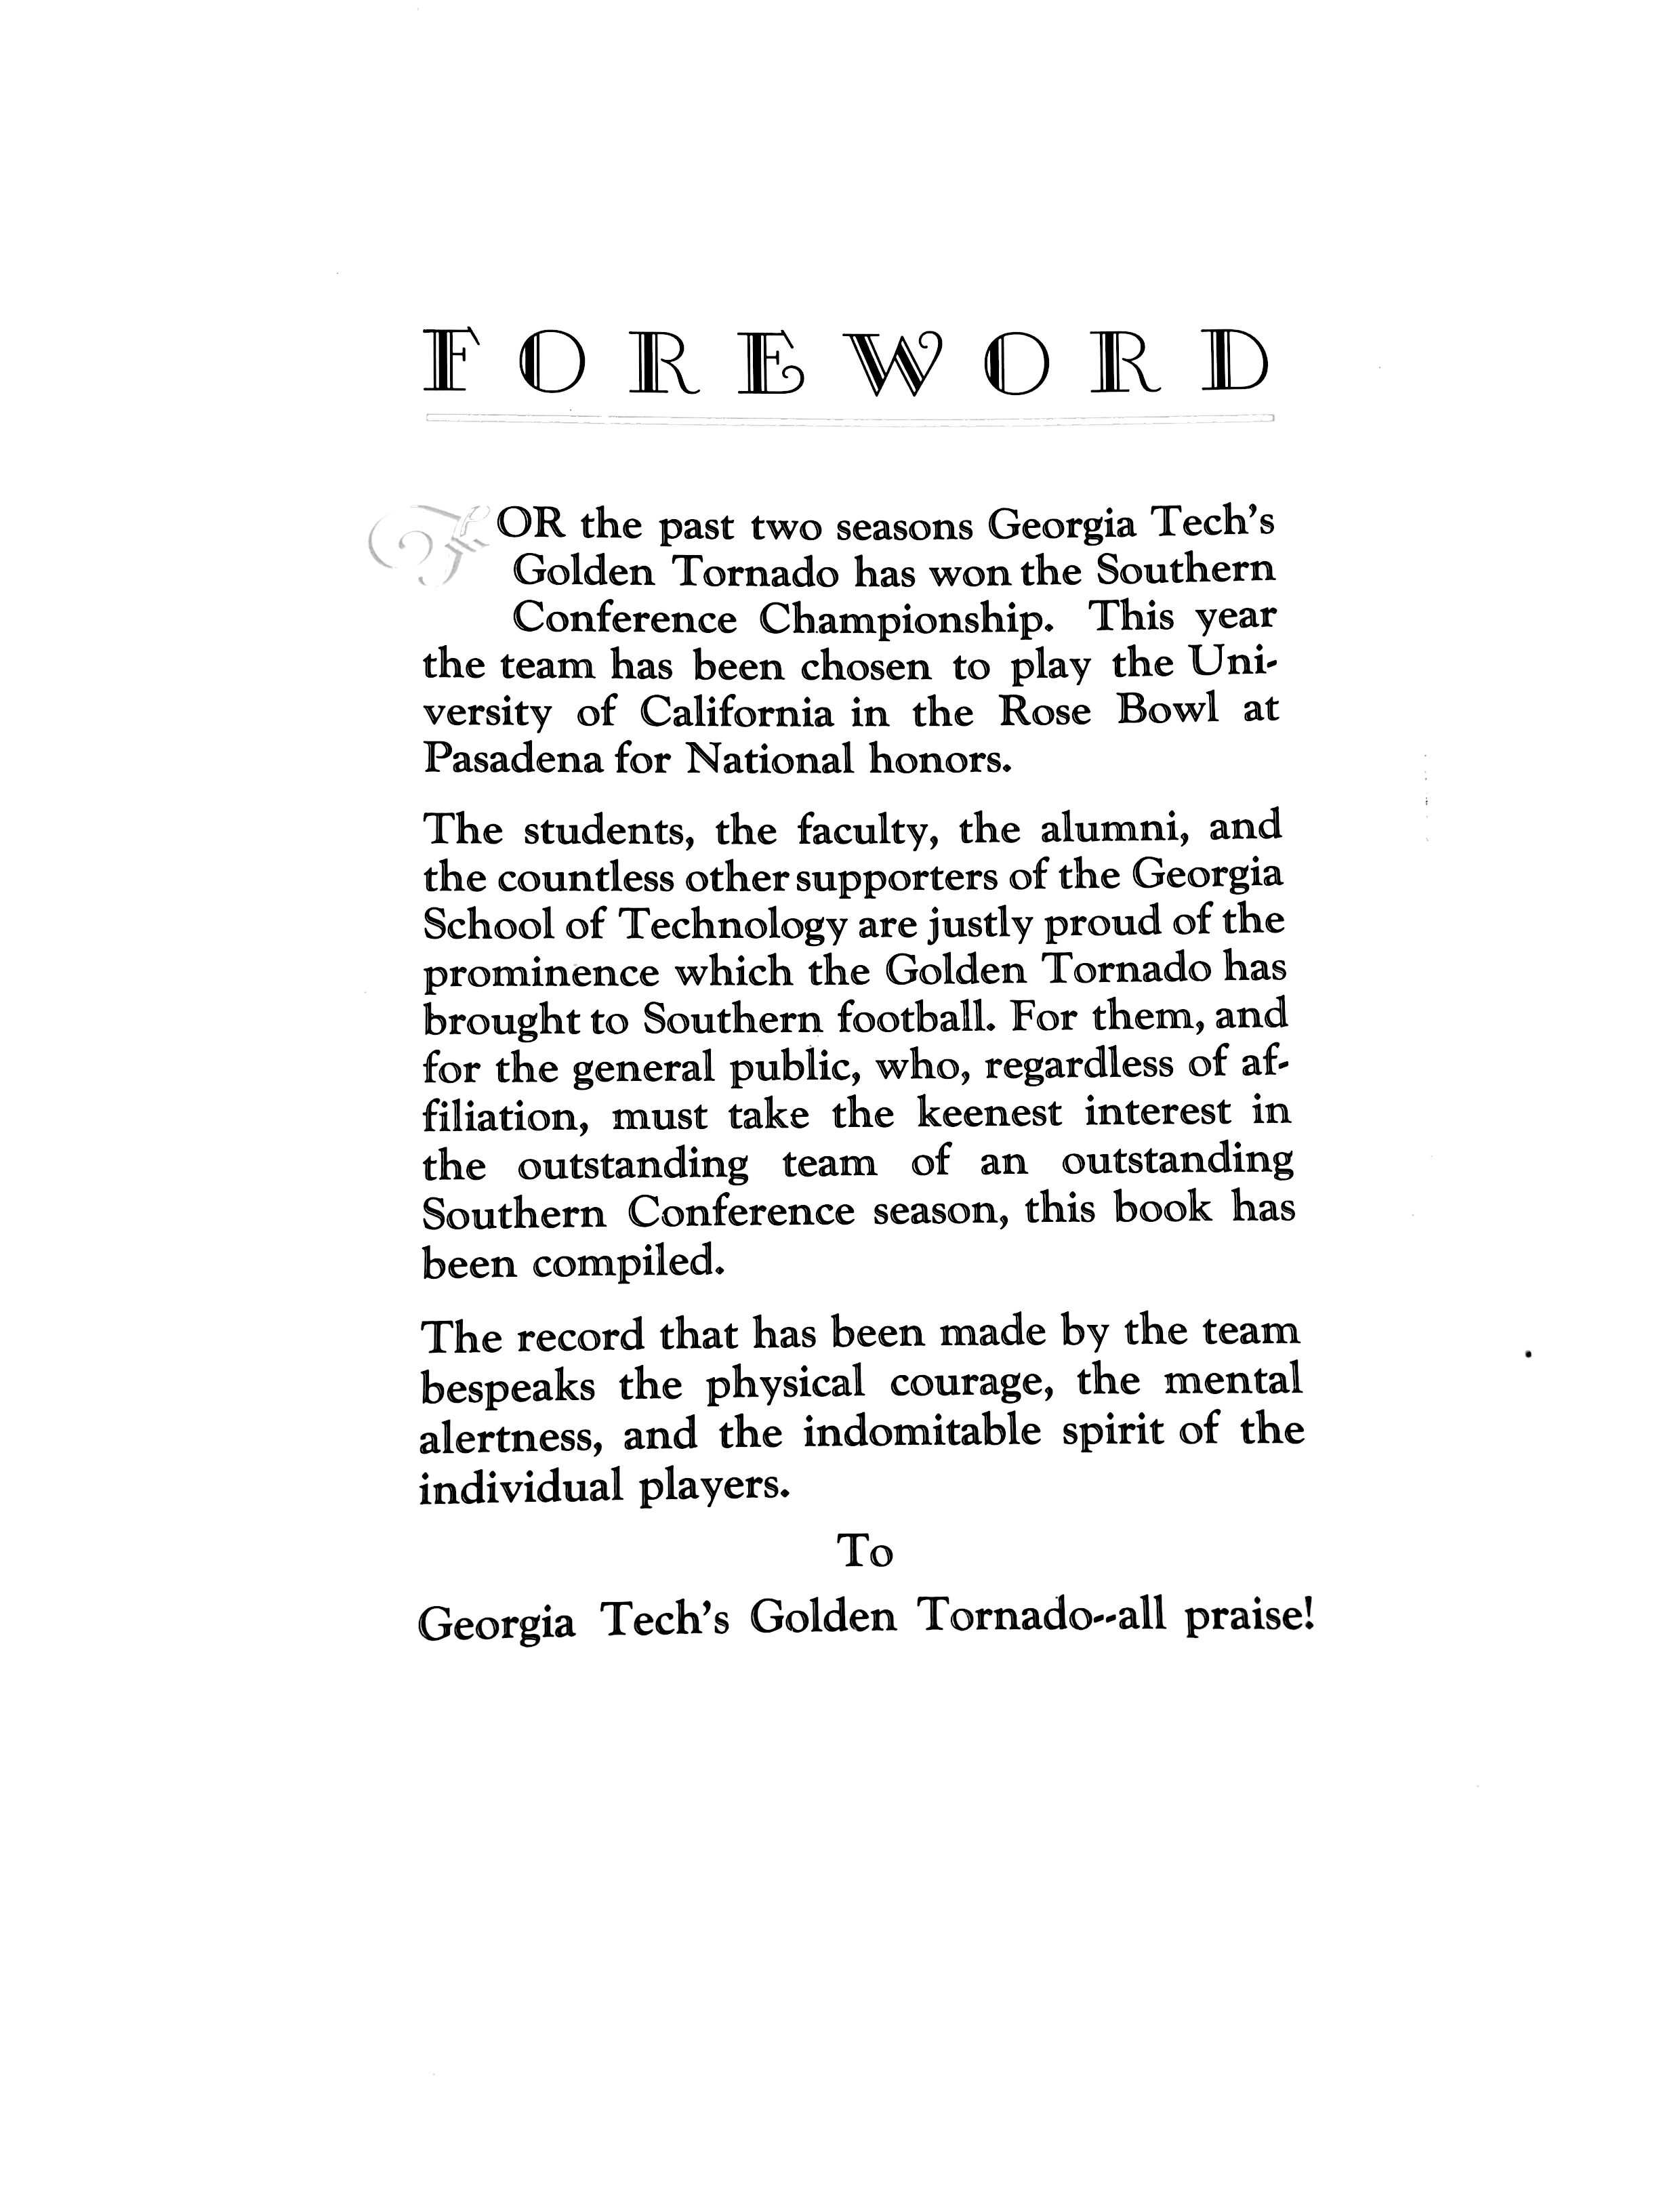 FOREWORD
FOR the past two seasons Georgia Tech's
Golden Tornado has won the Southern
Conference Championship. This year
the team has been chosen to play the Uni-
versity of California in the Rose Bowl at
Pasadena for National honors.
The students, the faculty, the alumni, and
the countless other supporters of the Georgia
School of Technology are justly proud of the
prominence which the Golden Tornado has
brought to Southern football. For them, and
for the general public, who, regardless of af-
filiation, must take the keenest interest in
the outstanding team of an outstanding
Southern Conference season, this book has
been compiled.
The record that has been made by the team
bespeaks the physical courage, the mental
alertness, and the indomitable spirit of the
individual players.
To
Georgia Tech's Golden Tornado--all praise!